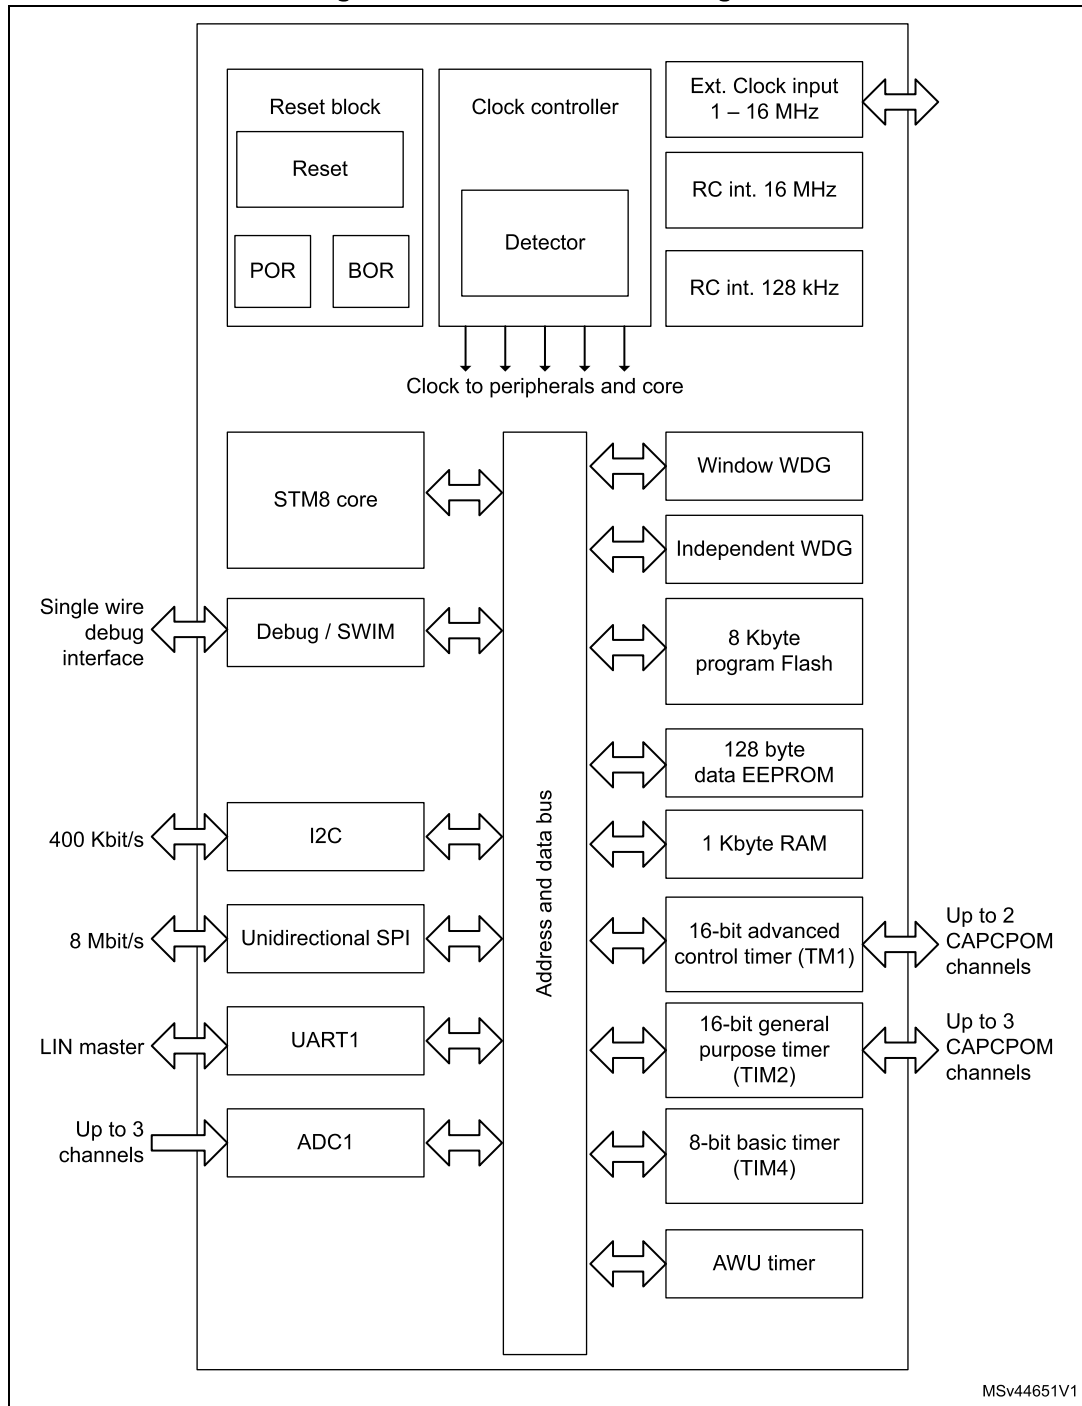 Reset block
Reset
POR
BOR
Clock controller
Detector
Ext. Clock input
1 – 16 MHz
RC int. 16 MHz
RC int. 128 kHz
Clock to peripherals and core
STM8 core
Single wire
debug
interface
Debug / SWIM
400 Kbit/s
I2C
8 Mbit/s
Unidirectional SPI
LIN master
UART1
Up to 3
channels
ADC1
Address and data bus
Window WDG
Independent WDG
8 Kbyte
program Flash
128 byte
data EEPROM
1 Kbyte RAM
16-bit advanced
control timer (TM1)
Up to 2
CAPCPOM
channels
16-bit general
purpose timer
(TIM2)
Up to 3
CAPCPOM
channels
8-bit basic timer
(TIM4)
AWU timer
MSv44651V1